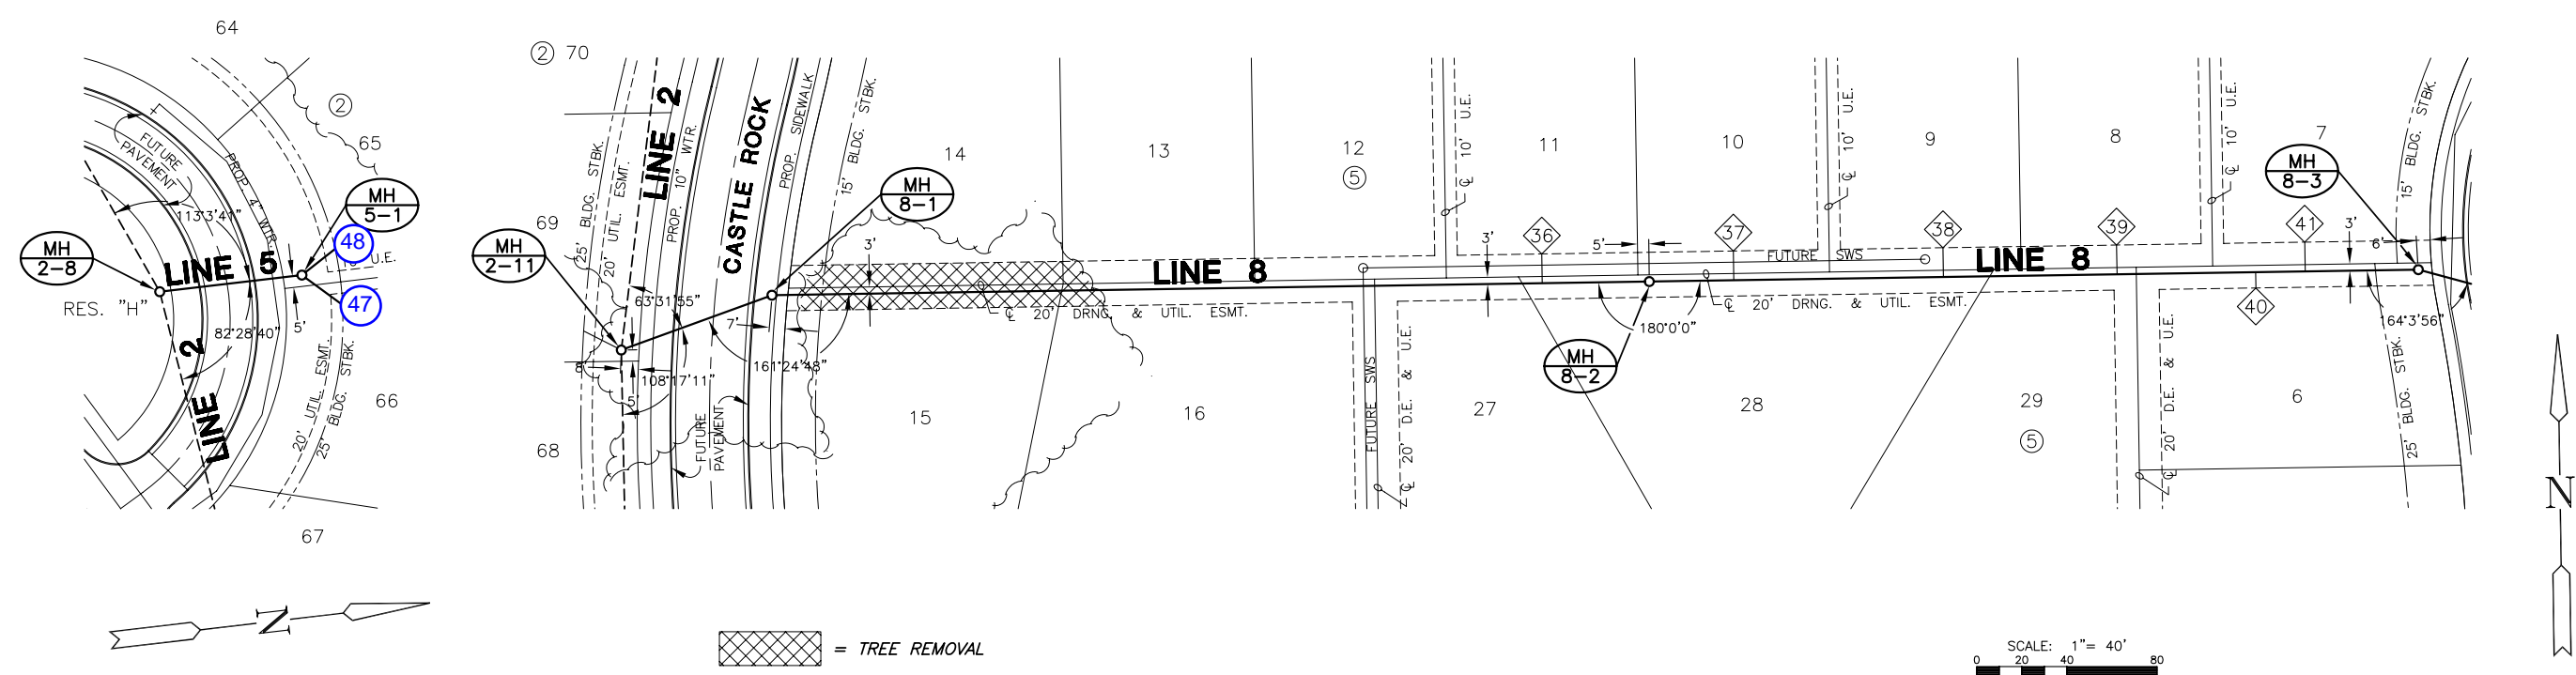 64
2
65
FUTURE
PAVEMENT
PROP. 4" WTR.
113°3'41"
MH
5-1
48
47
MH
2-8
LINE 5
U.E.
RES. "H"
82°28'40"
5'
LINE 2
20' UTIL. ESMT.
25' BLDG. STBK.
66
67
N
2 70
69
68
25' BLDG. STBK.
20' UTIL. ESMT.
LINE 2
PROP. 10" WTR.
CASTLE ROCK
PROP. SIDEWALK
15' BLDG. STBK.
MH
2-11
MH
8-1
63°31'55"
7'
8'
5'
108°17'11"
161°24'48"
FUTURE
PAVEMENT
3'
14
13
12
5
11
10
9
8
7
℄ 10' U.E.
℄ 10' U.E.
℄ 10' U.E.
LINE 8
3'
36
5'
37
FUTURE SWS
38
LINE 8
39
41
3'
6'
MH
8-3
15' BLDG. STBK.
℄ 20' DRNG. & UTIL. ESMT.
℄ 20' DRNG. & UTIL. ESMT.
180°0'0"
MH
8-2
40
164°3'56"
15
16
27
28
29
5
6
FUTURE SWS
℄ 20' D.E. & U.E.
℄ 20' D.E. & U.E.
25' BLDG. STBK.
N
= TREE REMOVAL
SCALE: 1"= 40'
0 20 40 80